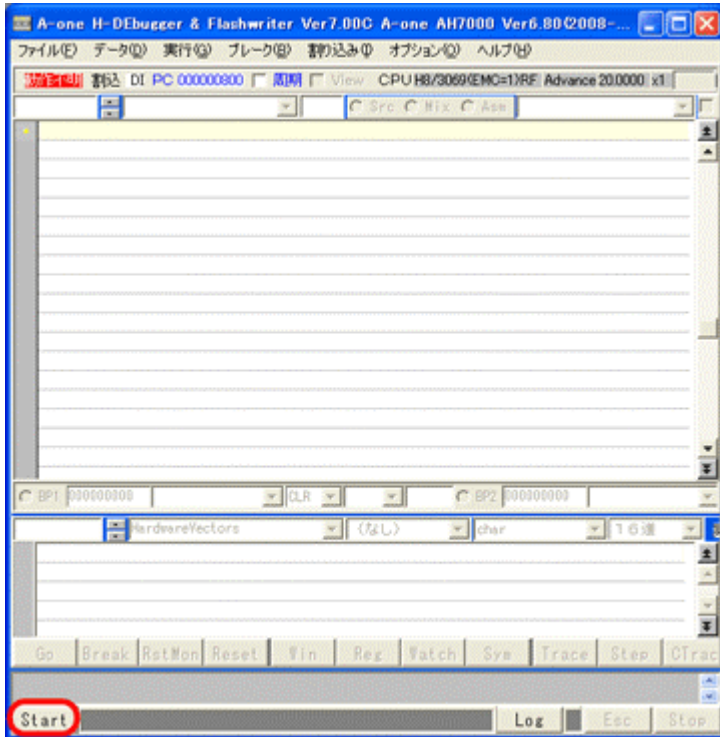 A-one H-DEbugger & Flashwriter Ver7.00C A-one AH7000 Ver6.80(2008-...
ファイル(F) データ(D) 実行(G) ブレーク(B) 割り込み(I) オプション(O) ヘルプ(H)
割込 DI PC 000000800 周期 View CPU H8/3069(EMC=1)RF Advance 20.0000 x1
Src Mix Asm
BP1 000000000 CLR BP2 000000000
HardwareVectors (なし) char 16進
Go Break RstMon Reset Win Reg Watch Sym Trace Step CTrac
Start Log Esc Stop